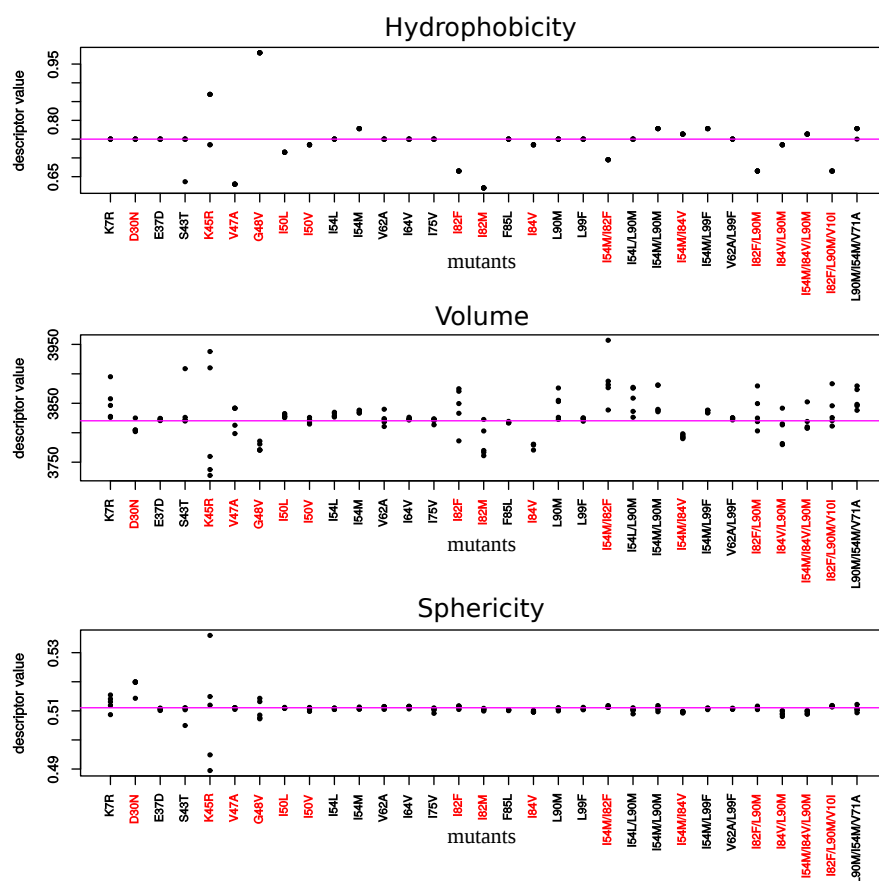 Hydrophobicity
descriptor value
0.65 0.80 0.95
K7R D30N E37D S43T K45R V47A G48V I50L I50V I54L I54M V62A I64V I75V I82F I82M F85L I84V L90M L99F I54M/I82F I54L/L90M I54M/L90M I54M/I84V I54M/L99F V62A/L99F I82F/L90M I84V/L90M I54M/I84V/L90M I82F/L90M/V10I L90M/I54M/V71A
mutants
Volume
descriptor value
3750 3850 3950
K7R D30N E37D S43T K45R V47A G48V I50L I50V I54L I54M V62A I64V I75V I82F I82M F85L I84V L90M L99F I54M/I82F I54L/L90M I54M/L90M I54M/I84V I54M/L99F V62A/L99F I82F/L90M I84V/L90M I54M/I84V/L90M I82F/L90M/V10I L90M/I54M/V71A
mutants
Sphericity
descriptor value
0.49 0.51 0.53
K7R D30N E37D S43T K45R V47A G48V I50L I50V I54L I54M V62A I64V I75V I82F I82M F85L I84V L90M L99F I54M/I82F I54L/L90M I54M/L90M I54M/I84V I54M/L99F V62A/L99F I82F/L90M I84V/L90M I54M/I84V/L90M I82F/L90M/V10I L90M/I54M/V71A
mutants